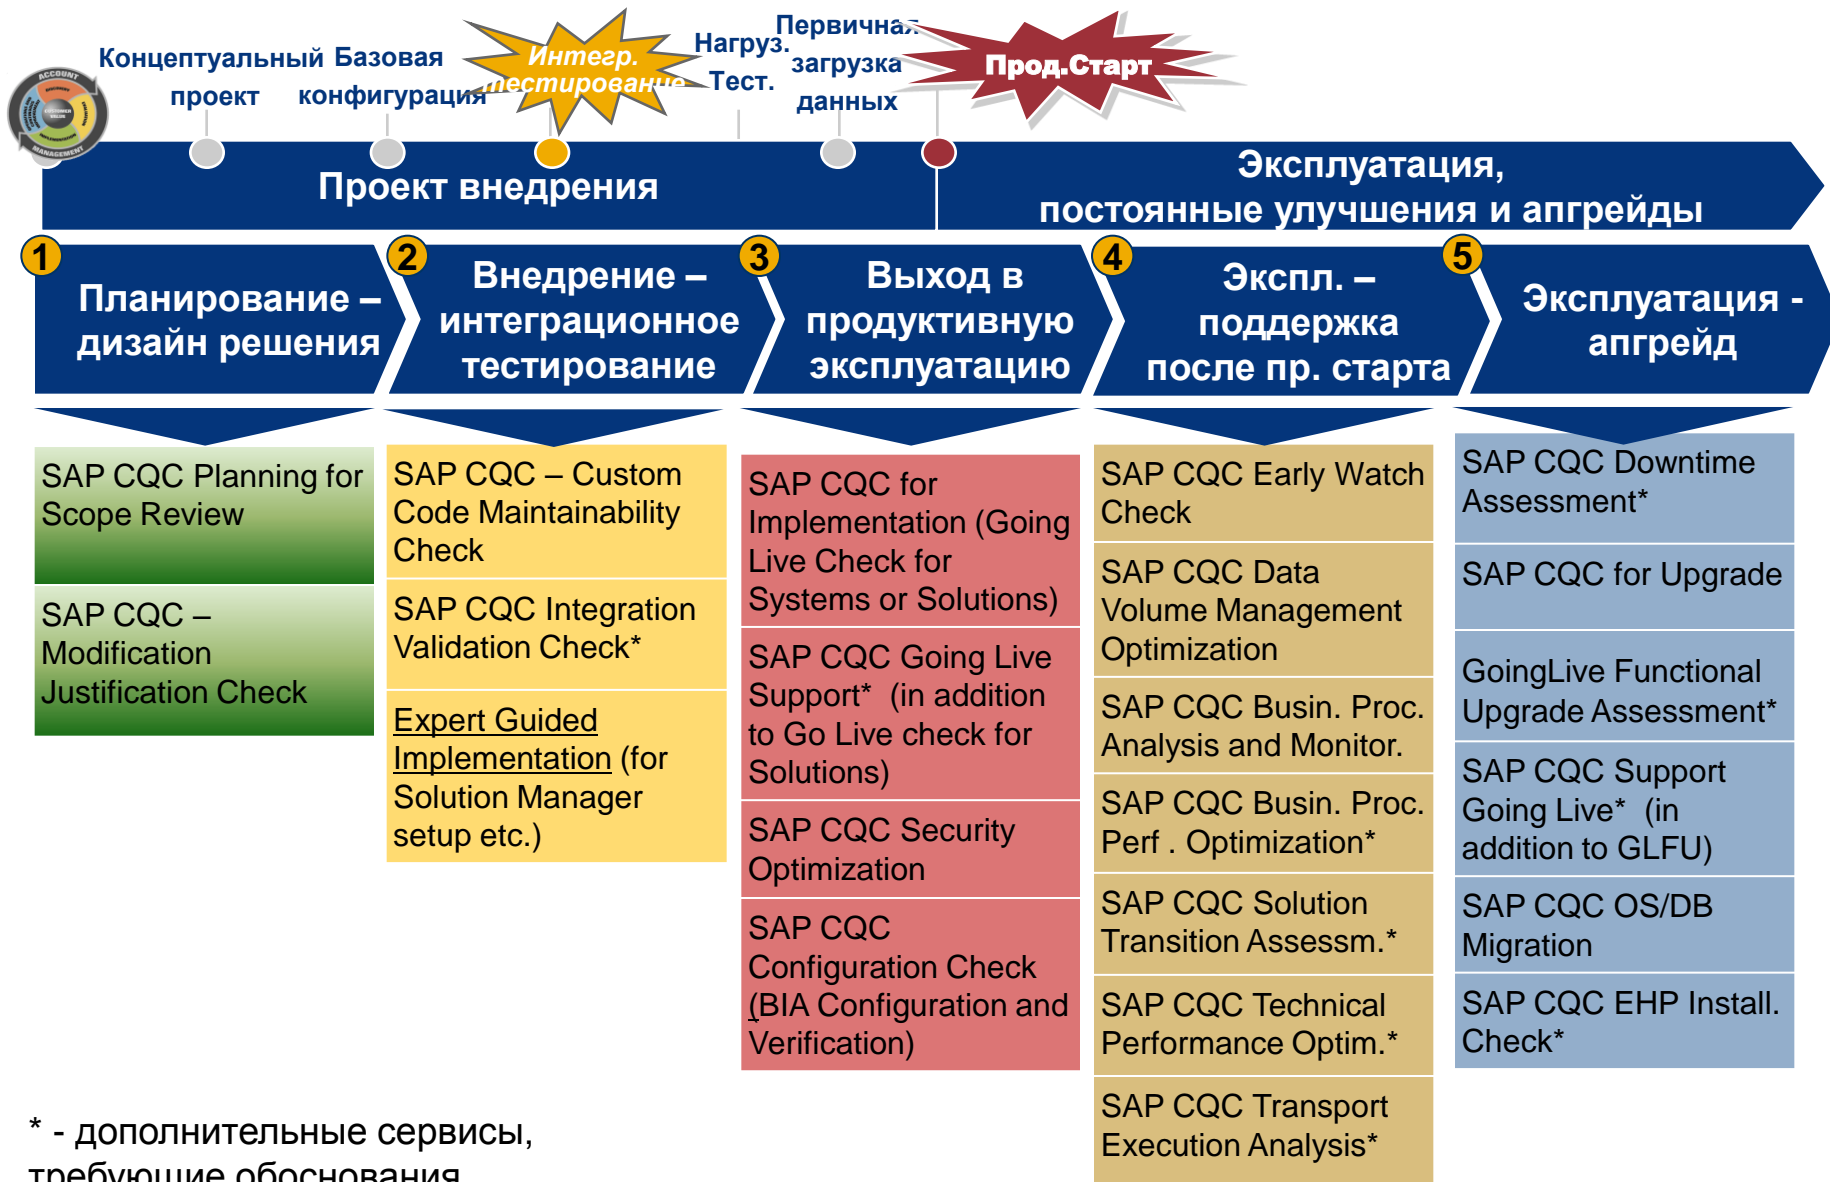 Концептуальный
проект
Базовая
конфигурация
Интегр.
тестирование
Нагруз.
Тест.
Первичная
загрузка
данных
Прод.Старт
ACCOUNT
MANAGEMENT
Проект внедрения
Эксплуатация,
постоянные улучшения и апгрейды
1
Планирование –
дизайн решения
2
Внедрение –
интеграционное
тестирование
3
Выход в
продуктивную
эксплуатацию
4
Экспл. –
поддержка
после пр. старта
5
Эксплуатация -
апгрейд
SAP CQC Planning for
Scope Review
SAP CQC –
Modification
Justification Check
SAP CQC – Custom
Code Maintainability
Check
SAP CQC Integration
Validation Check*
Expert Guided
Implementation (for
Solution Manager
setup etc.)
SAP CQC for
Implementation (Going
Live Check for
Systems or Solutions)
SAP CQC Going Live
Support* (in addition
to Go Live check for
Solutions)
SAP CQC Security
Optimization
SAP CQC
Configuration Check
(BIA Configuration and
Verification)
SAP CQC Early Watch
Check
SAP CQC Data
Volume Management
Optimization
SAP CQC Busin. Proc.
Analysis and Monitor.
SAP CQC Busin. Proc.
Perf . Optimization*
SAP CQC Solution
Transition Assessm.*
SAP CQC Technical
Performance Optim.*
SAP CQC Transport
Execution Analysis*
SAP CQC Downtime
Assessment*
SAP CQC for Upgrade
GoingLive Functional
Upgrade Assessment*
SAP CQC Support
Going Live* (in
addition to GLFU)
SAP CQC OS/DB
Migration
SAP CQC EHP Install.
Check*
* - дополнительные сервисы,
требующие обоснования